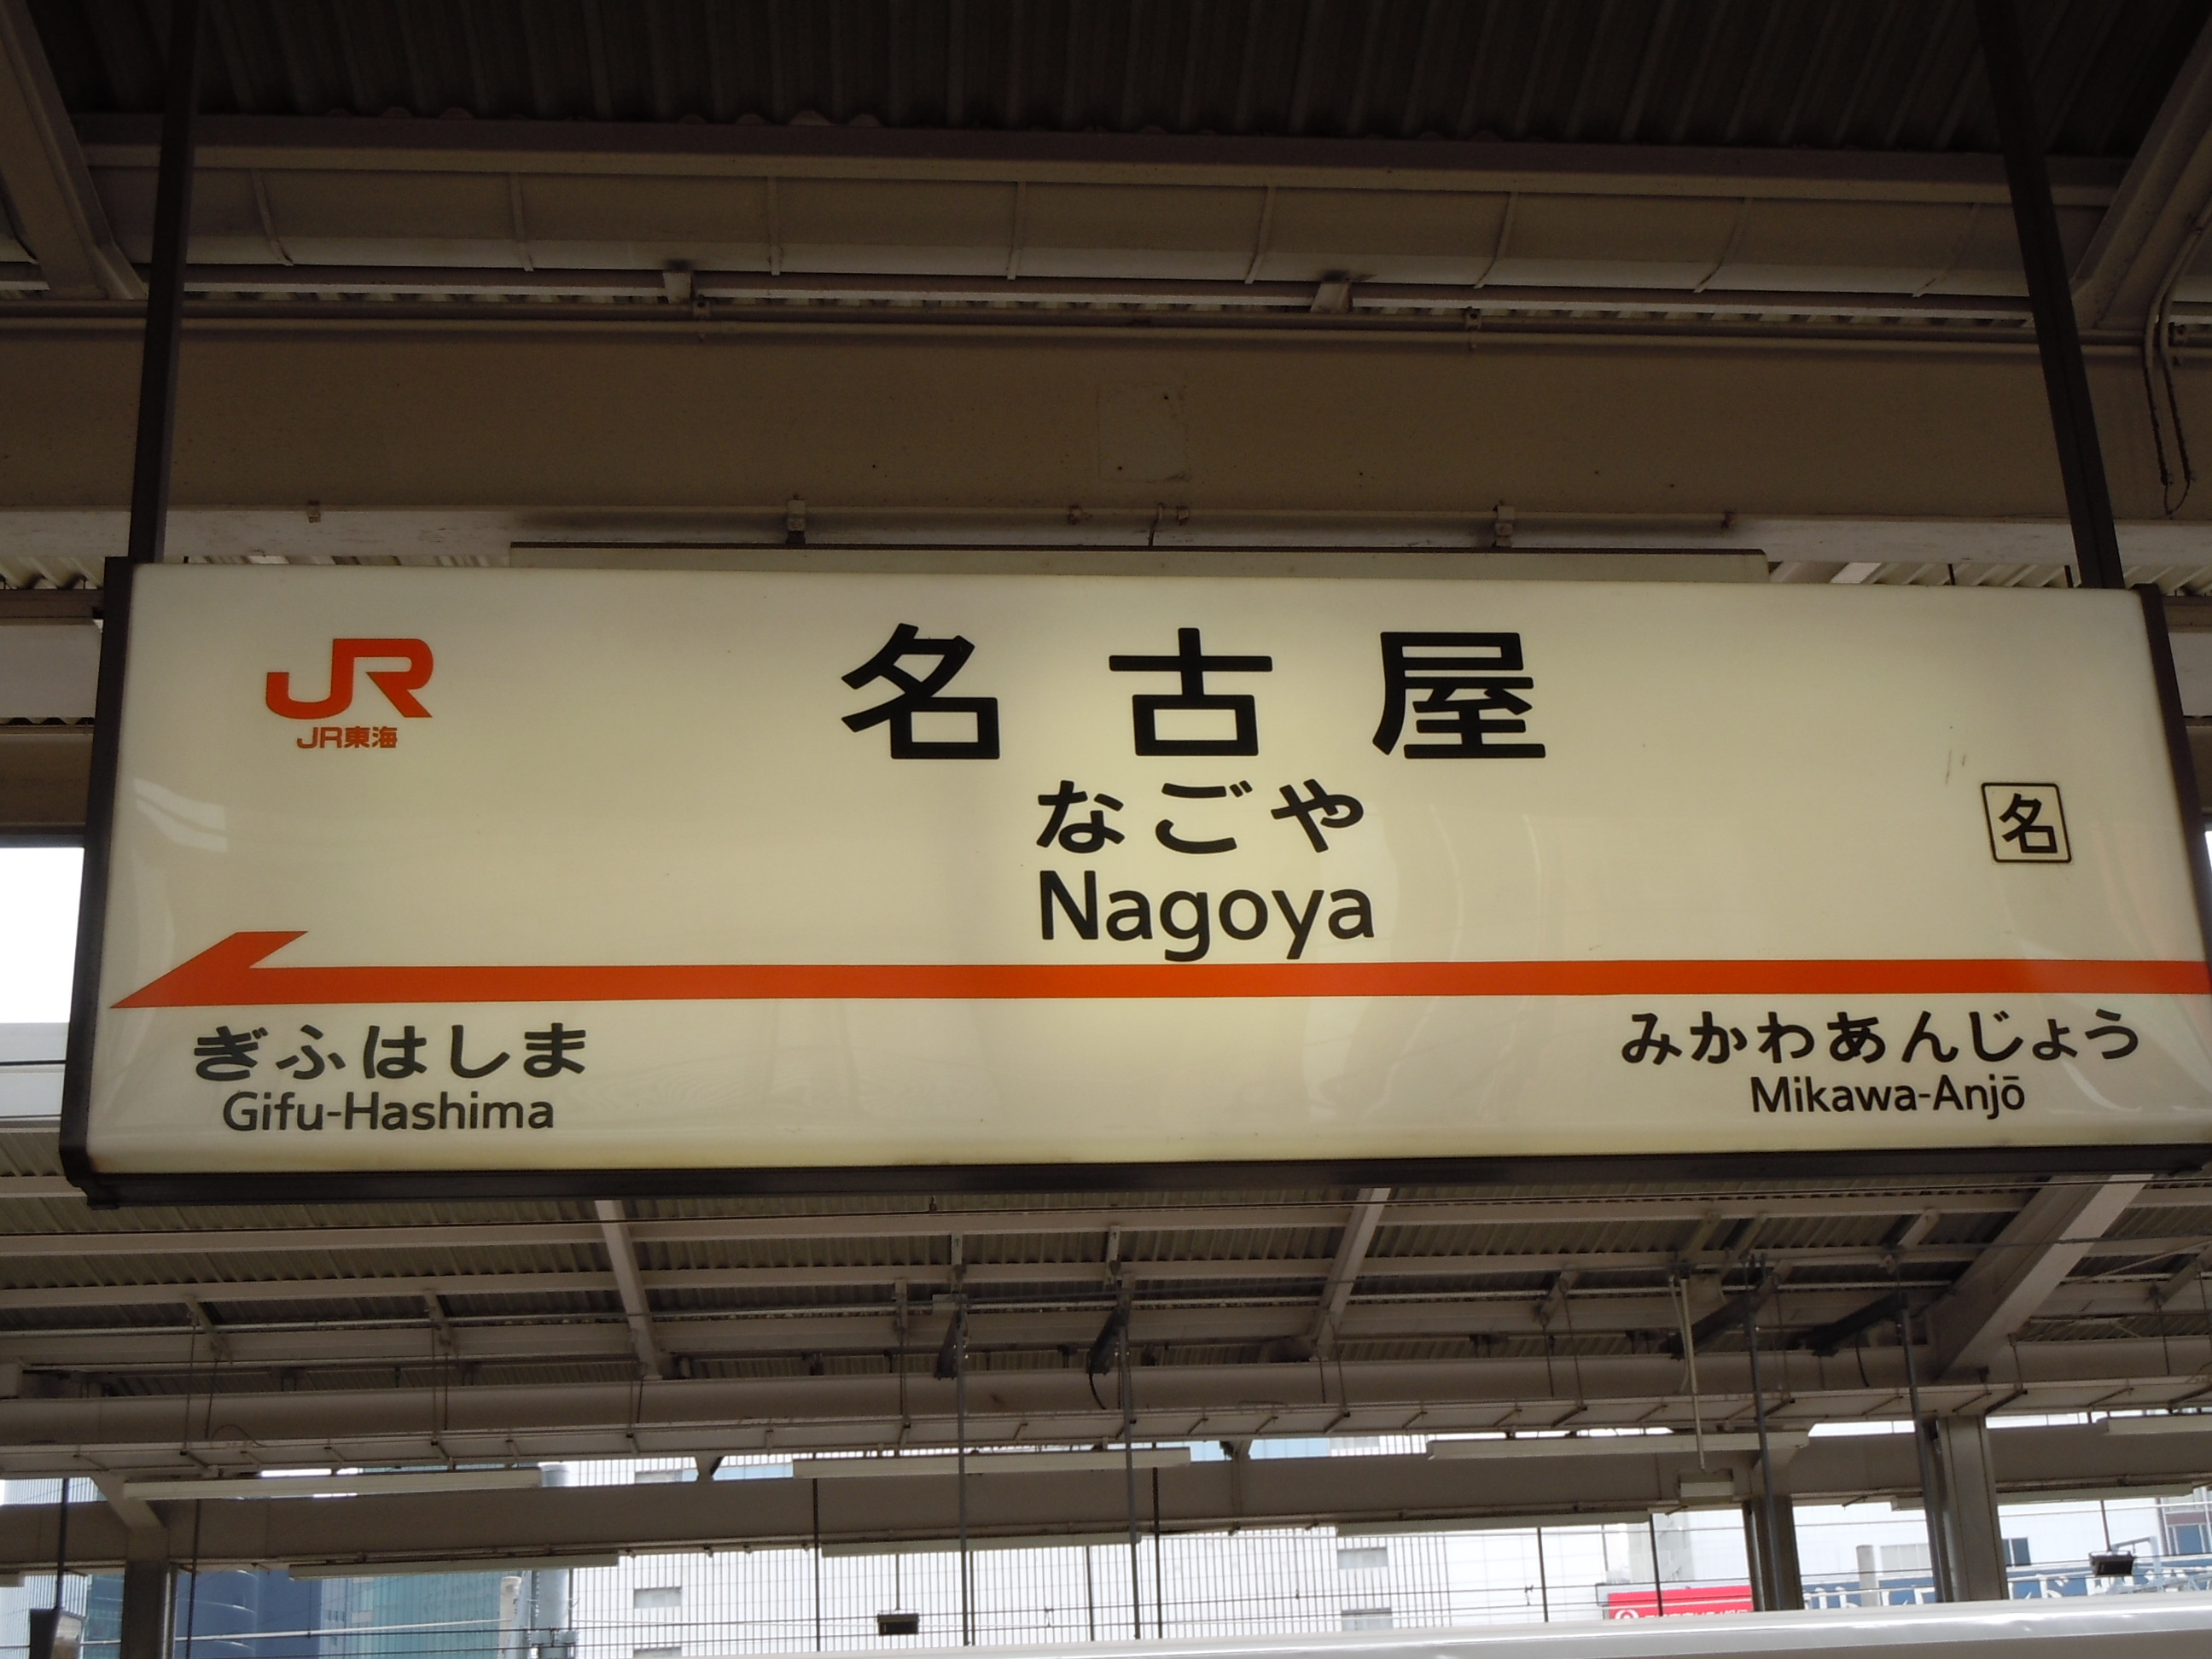 JR
JR東海
名古屋
なごや
Nagoya
名
ぎふはしま
Gifu-Hashima
みかわあんじょう
Mikawa-Anjō